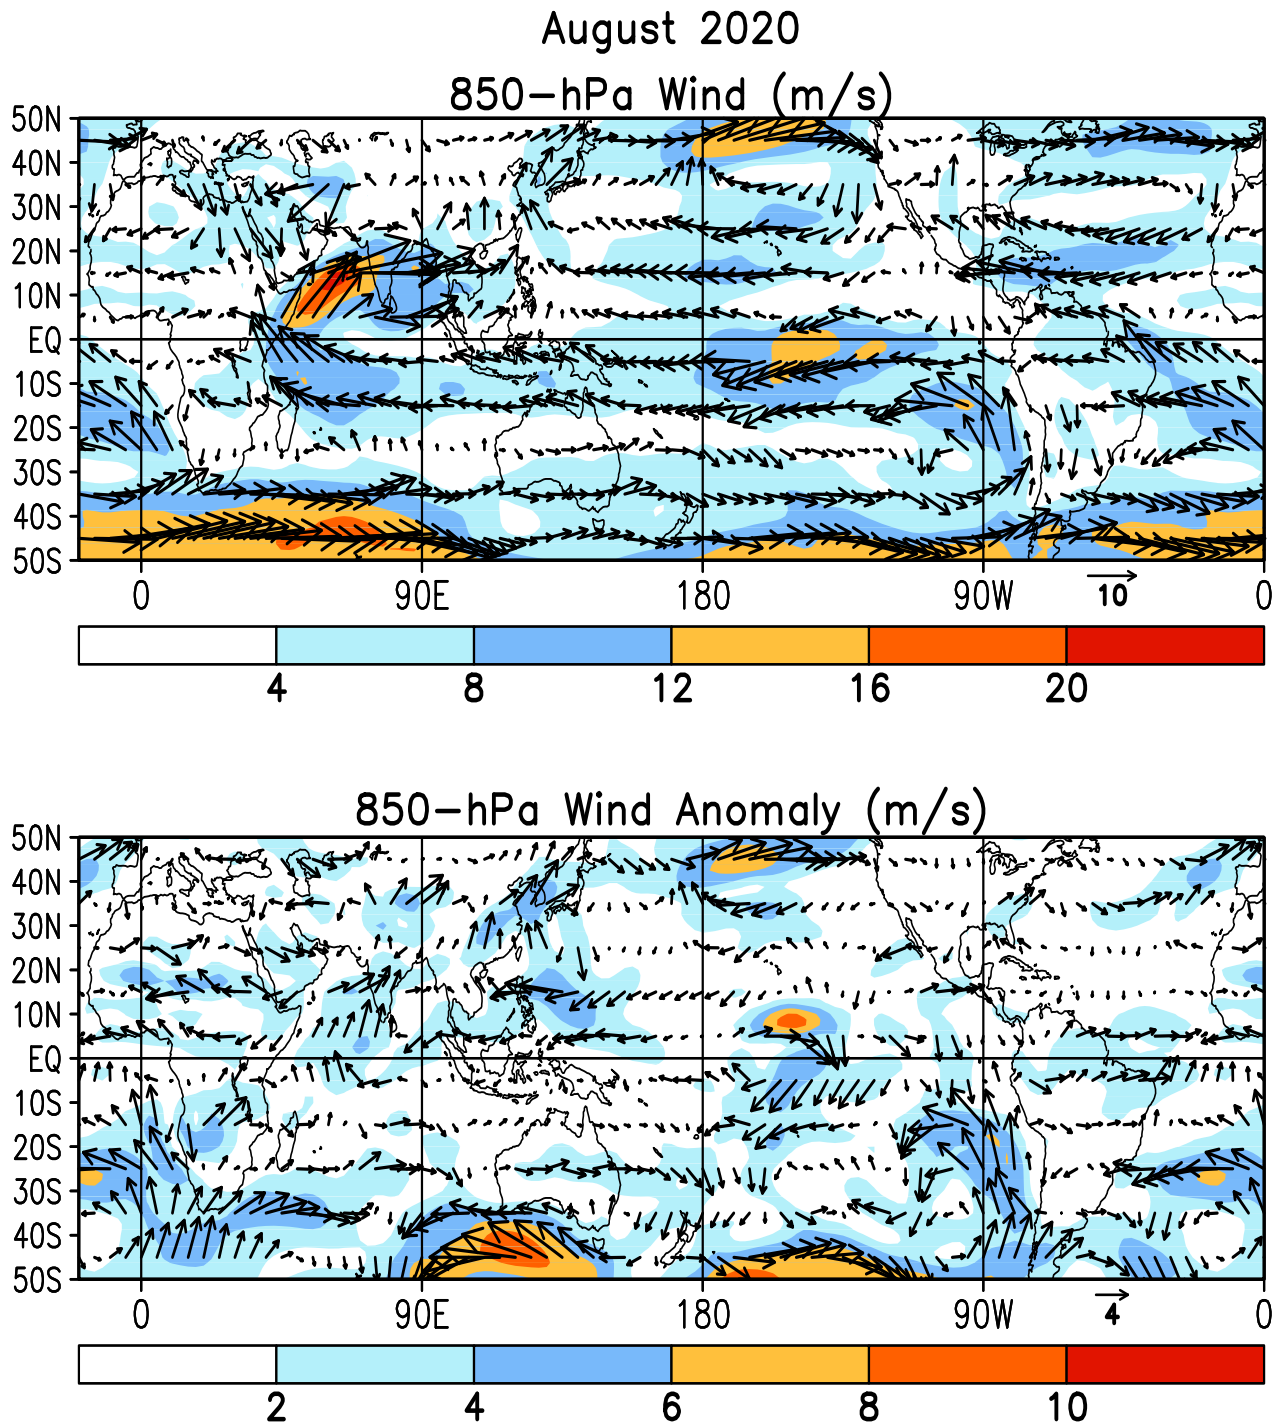 August 2020
850-hPa Wind (m/s)
50N
40N
30N
20N
10N
EQ
10S
20S
30S
40S
50S
0 90E 180 90W 0
10
4 8 12 16 20
850-hPa Wind Anomaly (m/s)
50N
40N
30N
20N
10N
EQ
10S
20S
30S
40S
50S
0 90E 180 90W 0
4
2 4 6 8 10